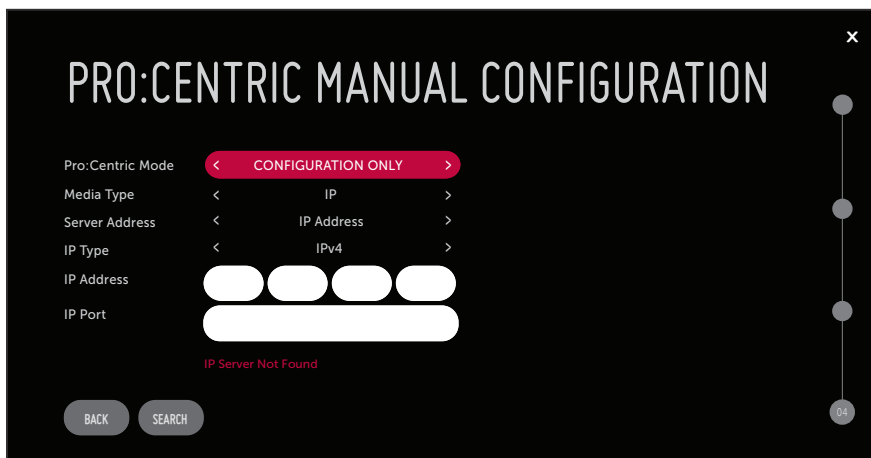 X
PRO:CENTRIC MANUAL CONFIGURATION
Pro:Centric Mode < CONFIGURATION ONLY >
Media Type < IP >
Server Address < IP Address >
IP Type < IPv4 >
IP Address
IP Port
IP Server Not Found
BACK SEARCH 04